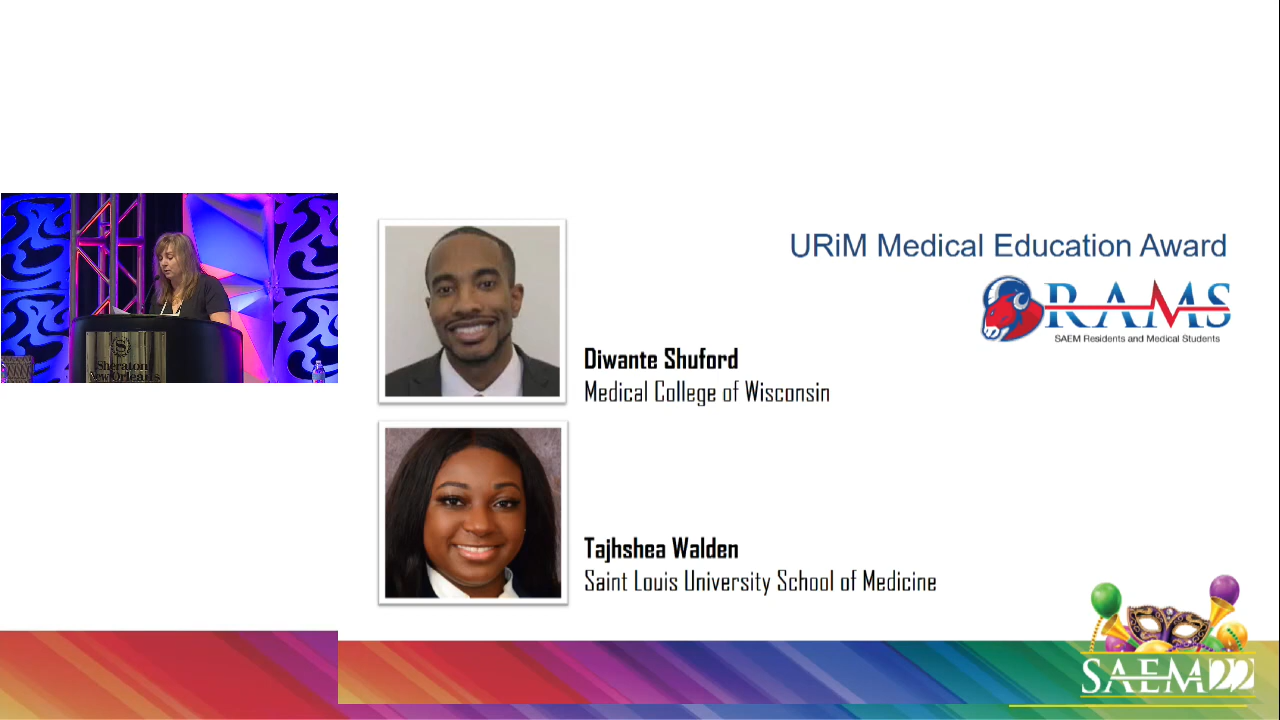 URiM Medical Education Award
RAMS
SAEM Residents and Medical Students
Diwante Shuford
Medical College of Wisconsin
Tajhshea Walden
Saint Louis University School of Medicine
Sheraton
New Orleans
SAEM22